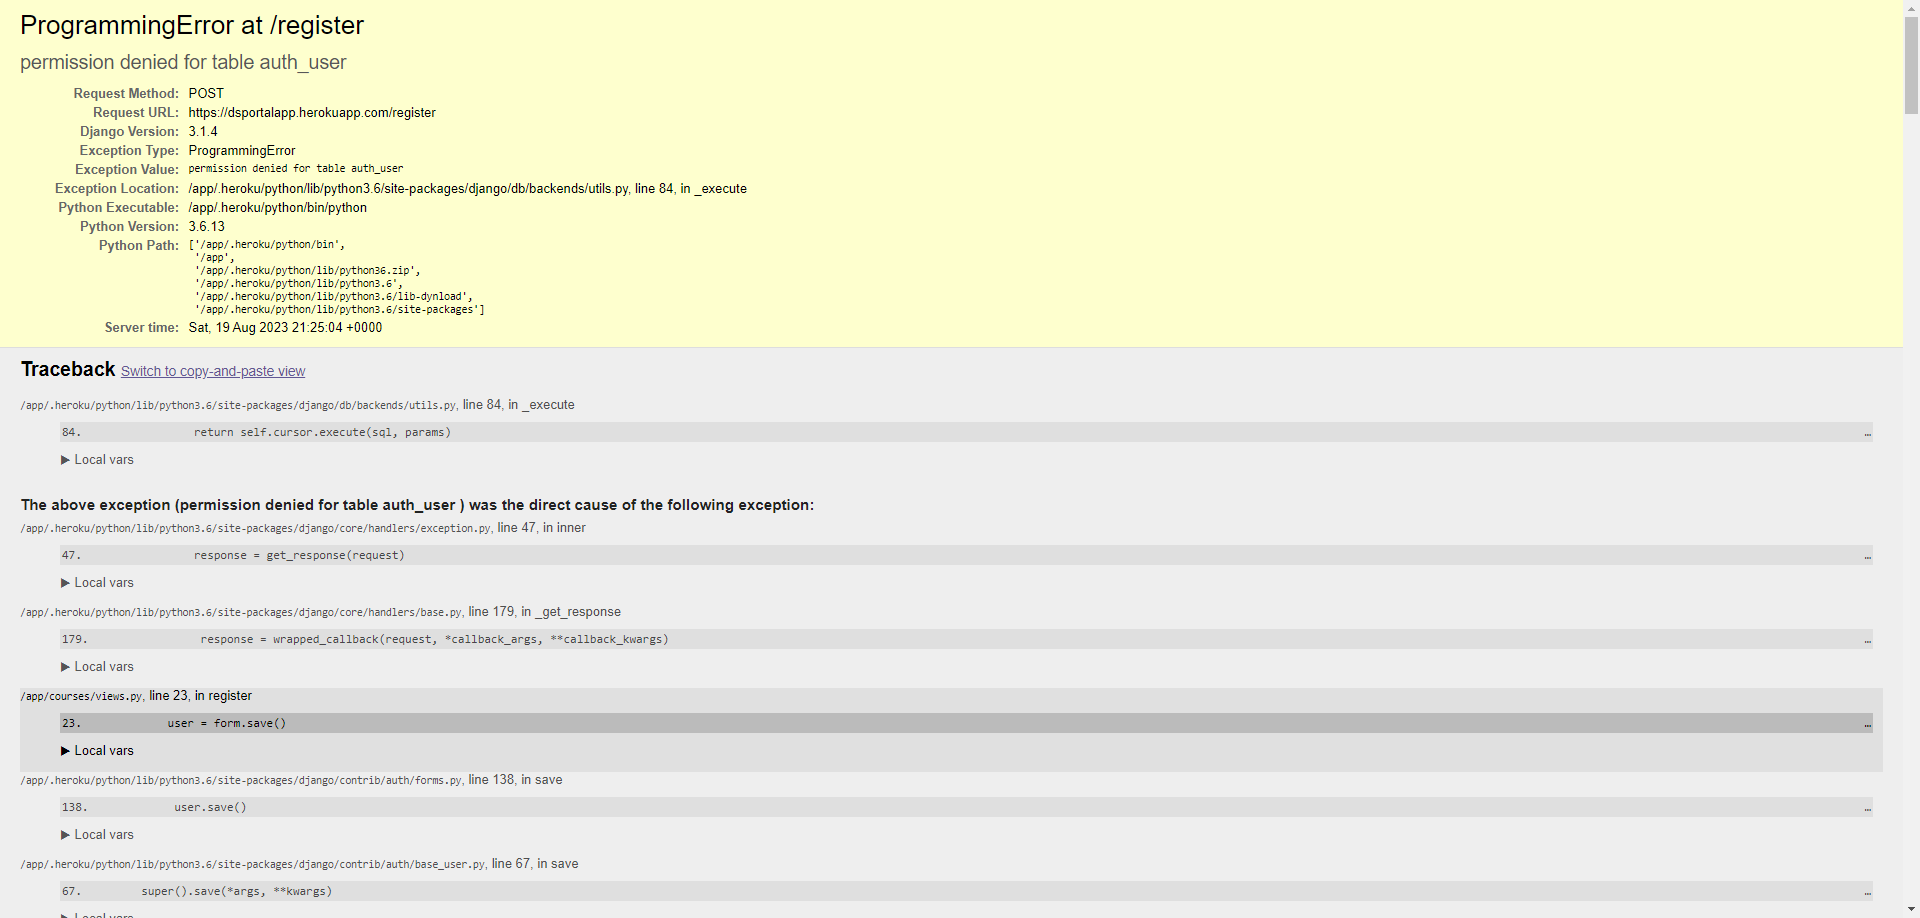 ProgrammingError at /register
permission denied for table auth_user
Request Method: POST
Request URL: https://dsportalapp.herokuapp.com/register
Django Version: 3.1.4
Exception Type: ProgrammingError
Exception Value: permission denied for table auth_user
Exception Location: /app/.heroku/python/lib/python3.6/site-packages/django/db/backends/utils.py, line 84, in _execute
Python Executable: /app/.heroku/python/bin/python
Python Version: 3.6.13
Python Path: ['/app/.heroku/python/bin',
'/app',
'/app/.heroku/python/lib/python36.zip',
'/app/.heroku/python/lib/python3.6',
'/app/.heroku/python/lib/python3.6/lib-dynload',
'/app/.heroku/python/lib/python3.6/site-packages']
Server time: Sat, 19 Aug 2023 21:25:04 +0000
Traceback Switch to copy-and-paste view
/app/.heroku/python/lib/python3.6/site-packages/django/db/backends/utils.py, line 84, in _execute
84. return self.cursor.execute(sql, params) …
▶ Local vars
The above exception (permission denied for table auth_user ) was the direct cause of the following exception:
/app/.heroku/python/lib/python3.6/site-packages/django/core/handlers/exception.py, line 47, in inner
47. response = get_response(request) …
▶ Local vars
/app/.heroku/python/lib/python3.6/site-packages/django/core/handlers/base.py, line 179, in _get_response
179. response = wrapped_callback(request, *callback_args, **callback_kwargs) …
▶ Local vars
/app/courses/views.py, line 23, in register
23. user = form.save() …
▶ Local vars
/app/.heroku/python/lib/python3.6/site-packages/django/contrib/auth/forms.py, line 138, in save
138. user.save() …
▶ Local vars
/app/.heroku/python/lib/python3.6/site-packages/django/contrib/auth/base_user.py, line 67, in save
67. super().save(*args, **kwargs) …
▶ Local vars